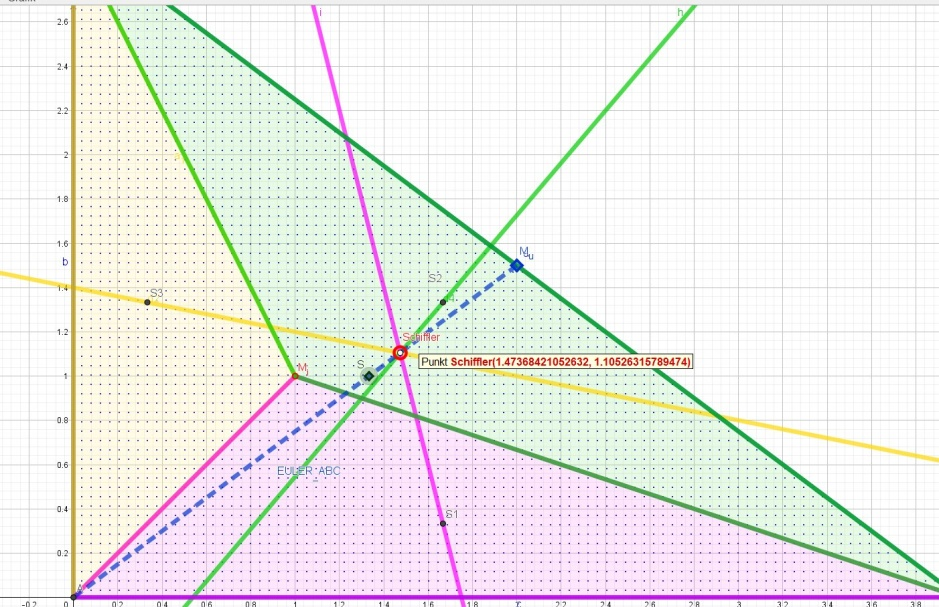 i
h
2.6
2.4
2.2
2
a
1.8
M_u
1.6
b
S2
1.4
S3
1.2
Schiffler
Punkt Schiffler(1.47368421052632, 1.10526315789474)
S
M_i
1
0.8
EULER_ABC
0.6
S1
0.4
0.2
A
-0.2 0 0.2 0.4 0.6 0.8 1 1.2 1.4 1.6 1.8 c 2.2 2.4 2.6 2.8 3 3.2 3.4 3.6 3.8